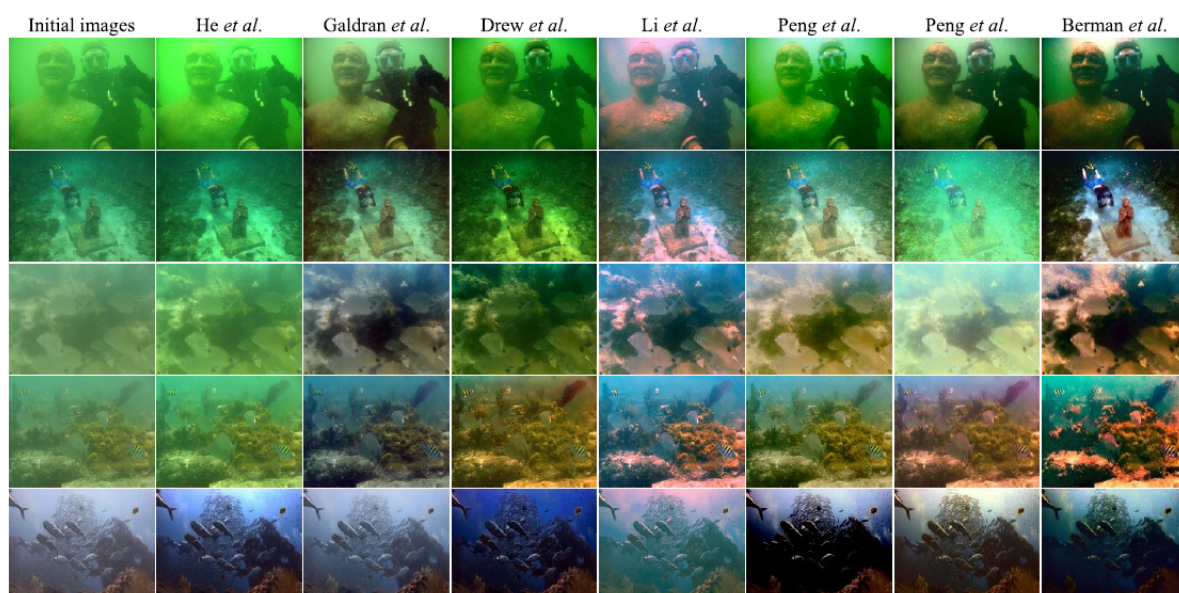 Initial images He et al. Galdran et al. Drew et al. Li et al. Peng et al. Peng et al. Berman et al.